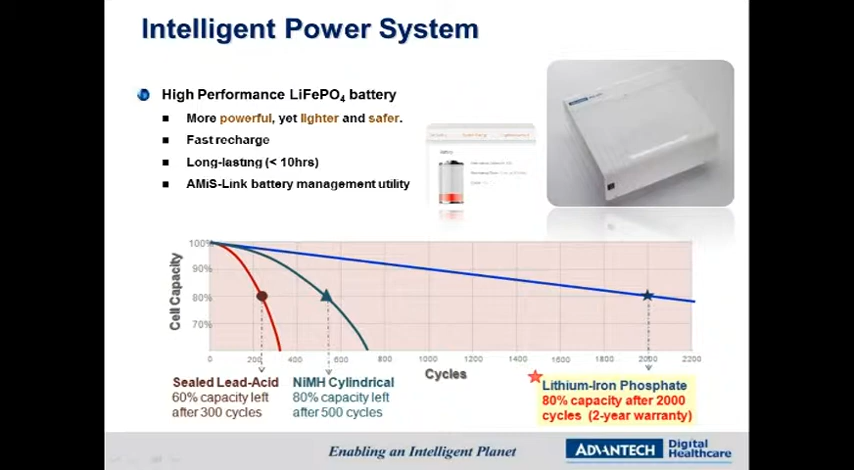 Intelligent Power System
High Performance LiFePO4 battery
More powerful, yet lighter and safer.
Fast recharge
Long-lasting (< 10hrs)
AMiS-Link battery management utility
ADVANTECH
Cell Capacity
100%
90%
80%
70%
0 200 400 600 800 1000 1200 1400 1600 1800 2000 2200
Cycles
Sealed Lead-Acid
60% capacity left
after 300 cycles
NiMH Cylindrical
80% capacity left
after 500 cycles
Lithium-Iron Phosphate
80% capacity after 2000
cycles (2-year warranty)
Enabling an Intelligent Planet
ADVANTECH Digital
Healthcare